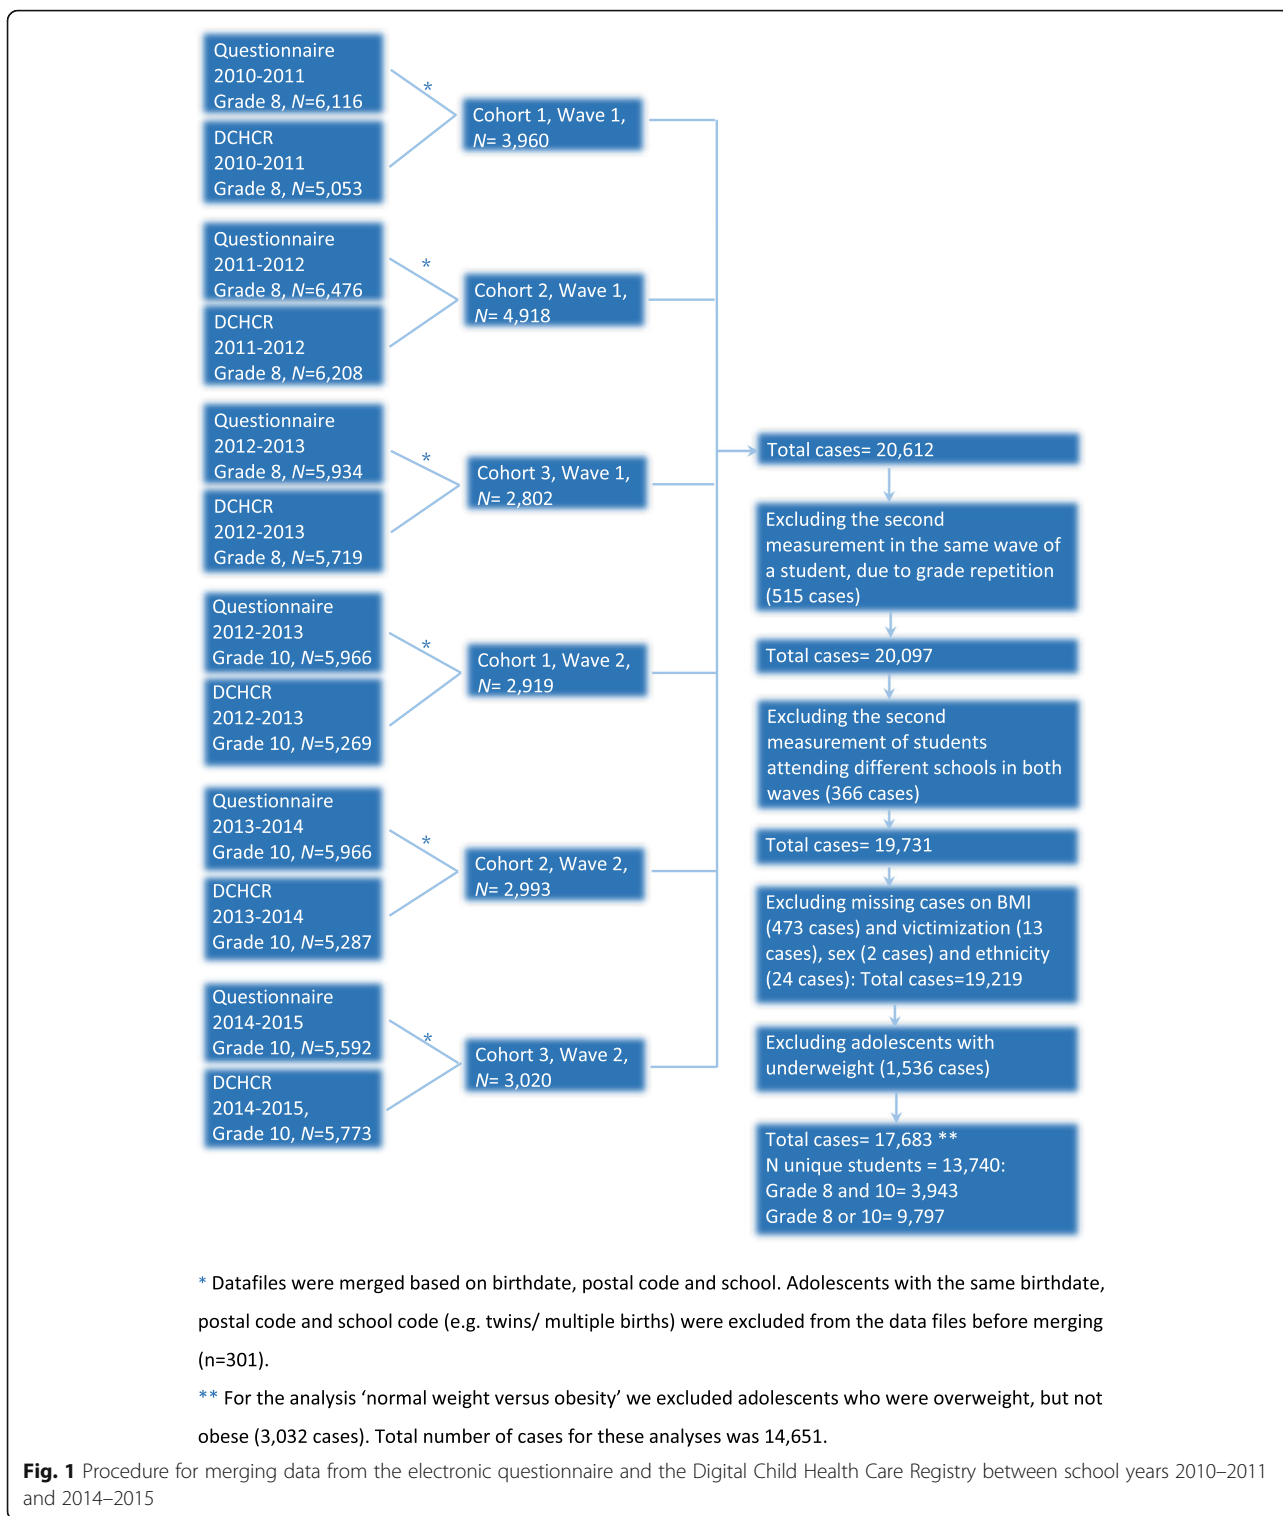 Questionnaire
2010-2011
Grade 8, N=6,116
*
DCHCR
2010-2011
Grade 8, N=5,053
Cohort 1, Wave 1,
N= 3,960
Questionnaire
2011-2012
Grade 8, N=6,476
*
DCHCR
2011-2012
Grade 8, N=6,208
Cohort 2, Wave 1,
N= 4,918
Questionnaire
2012-2013
Grade 8, N=5,934
*
DCHCR
2012-2013
Grade 8, N=5,719
Cohort 3, Wave 1,
N= 2,802
Questionnaire
2012-2013
Grade 10, N=5,966
*
DCHCR
2012-2013
Grade 10, N=5,269
Cohort 1, Wave 2,
N= 2,919
Questionnaire
2013-2014
Grade 10, N=5,966
*
DCHCR
2013-2014
Grade 10, N=5,287
Cohort 2, Wave 2,
N= 2,993
Questionnaire
2014-2015
Grade 10, N=5,592
*
DCHCR
2014-2015,
Grade 10, N=5,773
Cohort 3, Wave 2,
N= 3,020
Total cases= 20,612
Excluding the second
measurement in the same wave of
a student, due to grade repetition
(515 cases)
Total cases= 20,097
Excluding the second
measurement of students
attending different schools in both
waves (366 cases)
Total cases= 19,731
Excluding missing cases on BMI
(473 cases) and victimization (13
cases), sex (2 cases) and ethnicity
(24 cases): Total cases=19,219
Excluding adolescents with
underweight (1,536 cases)
Total cases= 17,683 **
N unique students = 13,740:
Grade 8 and 10= 3,943
Grade 8 or 10= 9,797
* Datafiles were merged based on birthdate, postal code and school. Adolescents with the same birthdate,
postal code and school code (e.g. twins/ multiple births) were excluded from the data files before merging
(n=301).
** For the analysis ‘normal weight versus obesity’ we excluded adolescents who were overweight, but not
obese (3,032 cases). Total number of cases for these analyses was 14,651.
Fig. 1 Procedure for merging data from the electronic questionnaire and the Digital Child Health Care Registry between school years 2010–2011
and 2014–2015